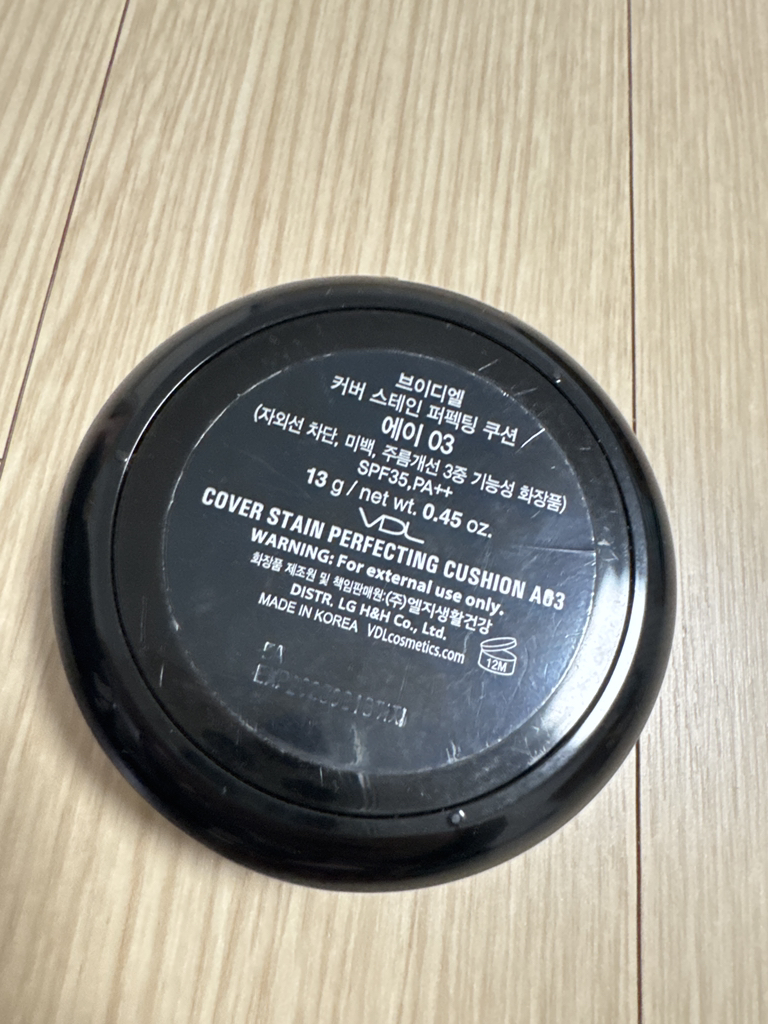 브이디엘
커버 스테인 퍼펙팅 쿠션
에이 03
(자외선 차단, 미백, 주름개선 3중 기능성 화장품)
SPF35,PA++
13 g / net wt. 0.45 oz.
VDL
COVER STAIN PERFECTING CUSHION A03
WARNING: For external use only.
화장품 제조원 및 책임판매원:(주)엘지생활건강
DISTR. LG H&H Co., Ltd.
MADE IN KOREA VDLcosmetics.com
12M